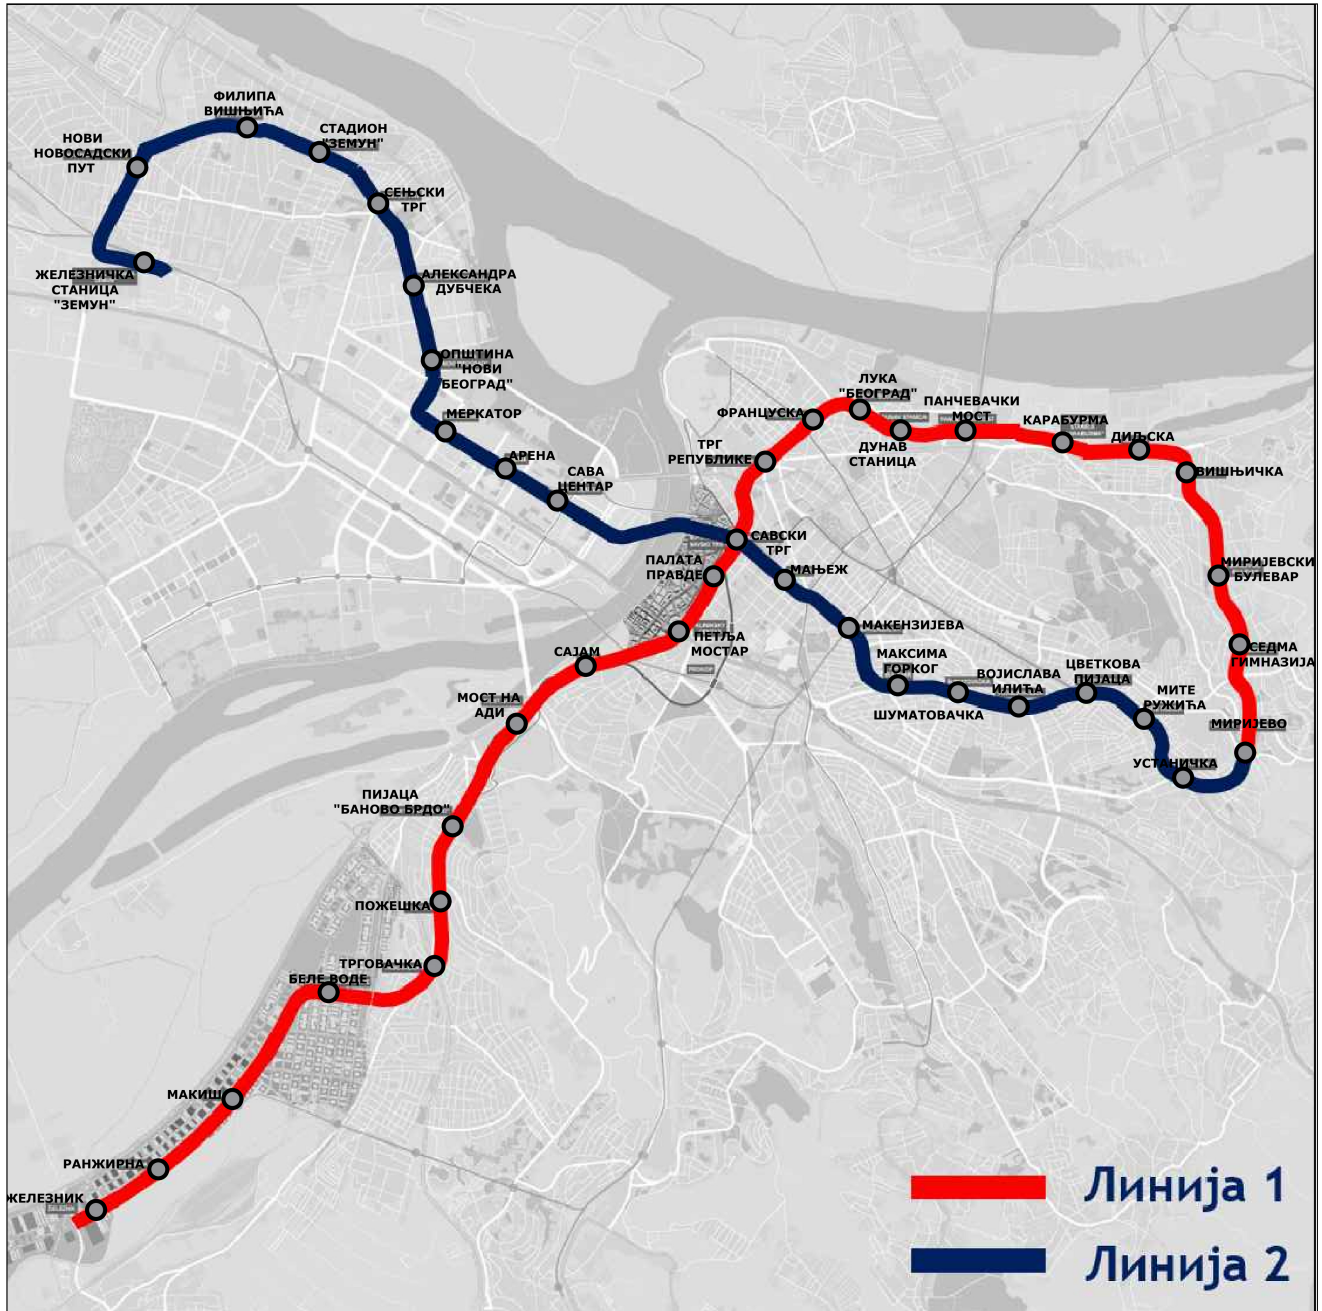 ФИЛИПА
ВИШЊИЋА
СТАДИОН
"ЗЕМУН"
НОВИ
НОВОСАДСКИ
ПУТ
СЕЊСКИ
ТРГ
ЖЕЛЕЗНИЧКА
СТАНИЦА
"ЗЕМУН"
АЛЕКСАНДРА
ДУБЧЕКА
ОПШТИНА
"НОВИ
БЕОГРАД"
МЕРКАТОР
АРЕНА
САВА
ЦЕНТАР
ЛУКА
"БЕОГРАД"
ФРАНЦУСКА
ПАНЧЕВАЧКИ
МОСТ
КАРАБУРМА
ДИЉСКА
ДУНАВ
СТАНИЦА
ТРГ
РЕПУБЛИКЕ
ВИШЊИЧКА
САВСКИ
ТРГ
ПАЛАТА
ПРАВДЕ
МАЊЕЖ
МИРИЈЕВСКИ
БУЛЕВАР
ПЕТЉА
МОСТАР
МАКЕНЗИЈЕВА
САЈАМ
МАКСИМА
ГОРКОГ
ВОЈИСЛАВА
ИЛИЋА
ЦВЕТКОВА
ПИЈАЦА
СЕДМА
ГИМНАЗИЈА
МОСТ НА
АДИ
ШУМАТОВАЧКА
МИТЕ
РУЖИЋА
МИРИЈЕВО
УСТАНИЧКА
ПИЈАЦА
"БАНОВО БРДО"
ПОЖЕШКА
ТРГОВАЧКА
БЕЛЕ ВОДЕ
МАКИШ
РАНЖИРНА
ЖЕЛЕЗНИК
Линија 1
Линија 2